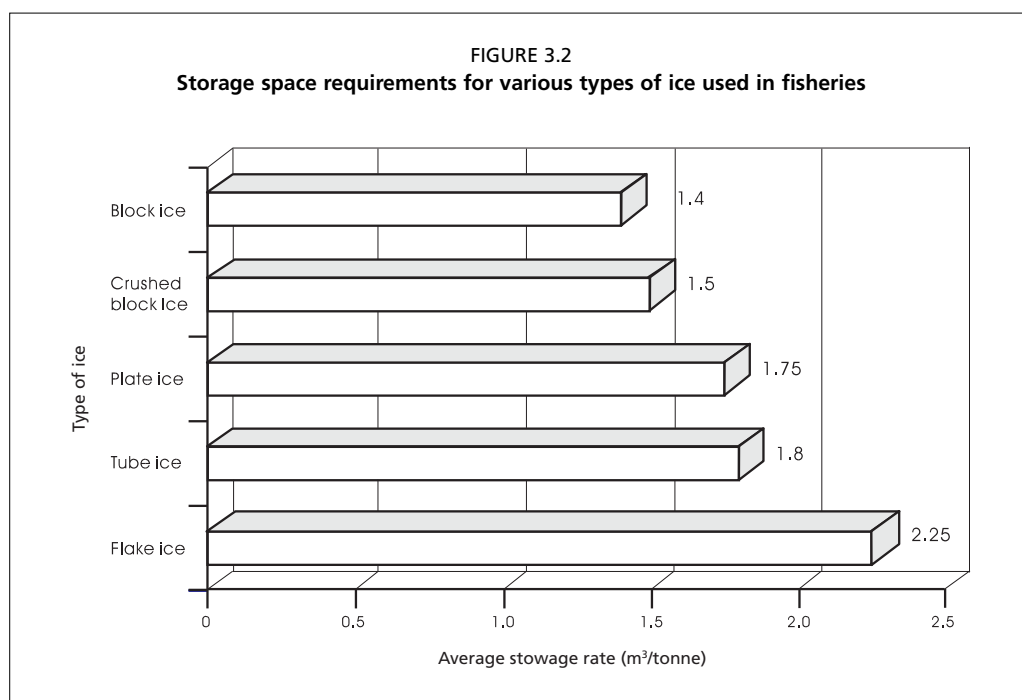 FIGURE 3.2
Storage space requirements for various types of ice used in fisheries
Type of ice
Block ice
1.4
Crushed
block ice
1.5
Plate ice
1.75
Tube ice
1.8
Flake ice
2.25
0
0.5
1.0
1.5
2.0
2.5
Average stowage rate (m³/tonne)